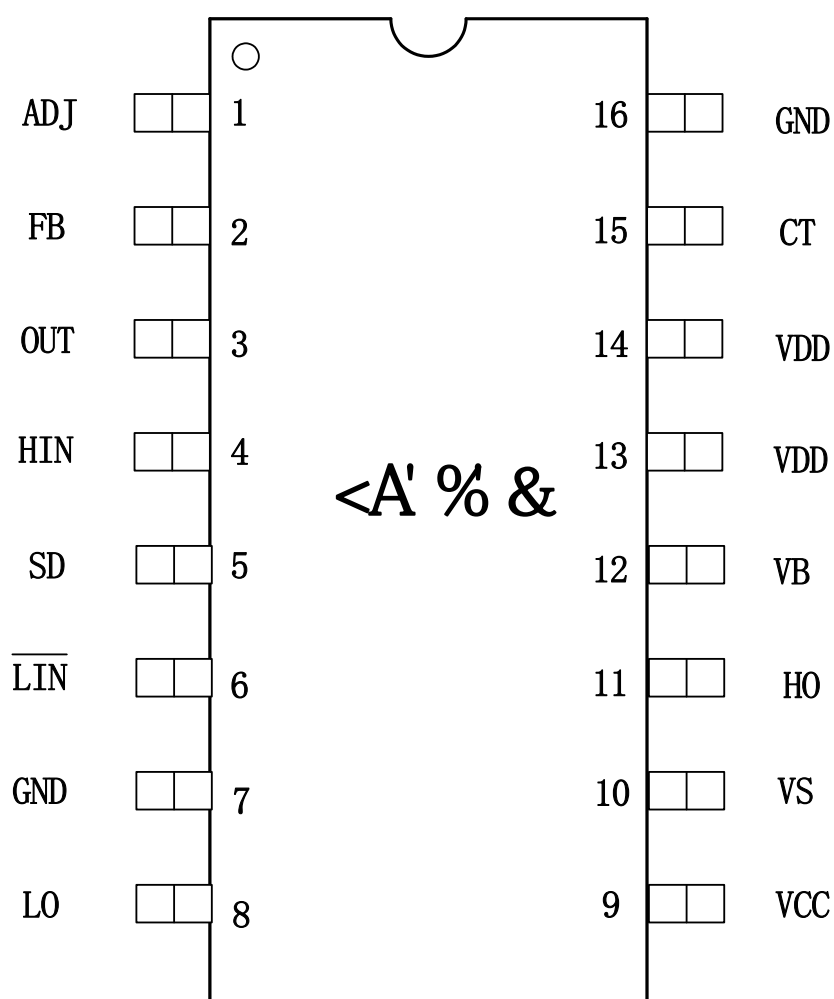 ADJ 1 16 GND
FB 2 15 CT
OUT 3 14 VDD
HIN 4 13 VDD
<A' %'& 
SD 5 12 VB
LIN 6 11 HO
GND 7 10 VS
LO 8 9 VCC